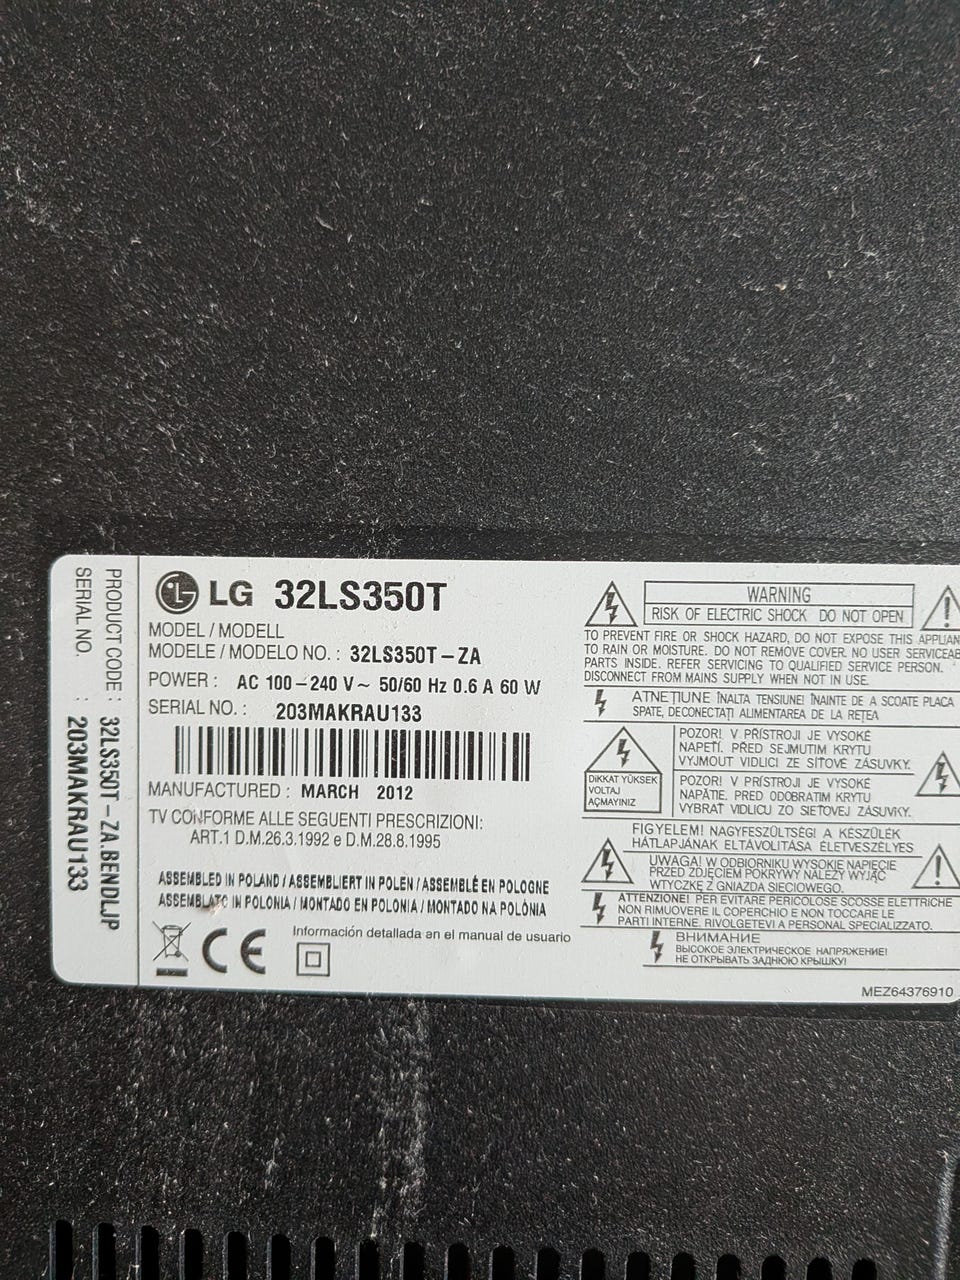 PRODUCT CODE : 32LS350T-ZA.BENDLJP
SERIAL NO. : 203MAKRAU133
LG 32LS350T
MODEL / MODELL
MODELE / MODELO NO. : 32LS350T-ZA
POWER : AC 100-240 V~ 50/60 Hz 0.6 A 60 W
SERIAL NO. : 203MAKRAU133
MANUFACTURED : MARCH 2012
TV CONFORME ALLE SEGUENTI PRESCRIZIONI:
ART.1 D.M.26.3.1992 e D.M.28.8.1995
ASSEMBLED IN POLAND / ASSEMBLIERT IN POLEN / ASSEMBLÉ EN POLOGNE
ASSEMBLATO IN POLONIA / MONTADO EN POLONIA / MONTADO NA POLÓNIA
CE
Información detallada en el manual de usuario
WARNING
RISK OF ELECTRIC SHOCK DO NOT OPEN
TO PREVENT FIRE OR SHOCK HAZARD, DO NOT EXPOSE THIS APPLIAN
TO RAIN OR MOISTURE. DO NOT REMOVE COVER. NO USER SERVICEAB
PARTS INSIDE. REFER SERVICING TO QUALIFIED SERVICE PERSON.
DISCONNECT FROM MAINS SUPPLY WHEN NOT IN USE.
ATNEȚIUNE ÎNALTA TENSIUNE! ÎNAINTE DE A SCOATE PLACA
SPATE, DECONECTAȚI ALIMENTAREA DE LA REȚEA
DIKKAT YÜKSEK
VOLTAJ
AÇMAYINIZ
POZOR! V PŘÍSTROJI JE VYSOKÉ
NAPETÍ. PŘED SEJMUTIM KRYTU
VYJMOUT VIDLICI ZE SÍŤOVÉ ZÁSUVKY.
POZOR! V PRÍSTROJI JE VYSOKÉ
NAPÄTIE. PRED ODOBRATIM KRYTU
VYBRAŤ VIDLICU ZO SIEŤOVEJ ZÁSUVKY.
FIGYELEM! NAGYFESZÜLTSÉG! A KÉSZÜLÉK
HÁTLAPJÁNAK ELTÁVOLÍTÁSA ÉLETVESZÉLYES
UWAGA! W ODBIORNIKU WYSOKIE NAPIĘCIE
PRZED ZDJĘCIEM POKRYWY NALEŻY WYJĄĆ
WTYCZKĘ Z GNIAZDA SIECIOWEGO.
ATTENZIONE! PER EVITARE PERICOLOSE SCOSSE ELETTRICHE
NON RIMUOVERE IL COPERCHIO E NON TOCCARE LE
PARTI INTERNE. RIVOLGETEVI A PERSONAL SPECIALIZZATO.
ВНИМАНИЕ
ВЫСОКОЕ ЭЛЕКТРИЧЕСКОЕ НАПРЯЖЕНИЕ!
НЕ ОТКРЫВАТЬ ЗАДНЮЮ КРЫШКУ!
MEZ64376910